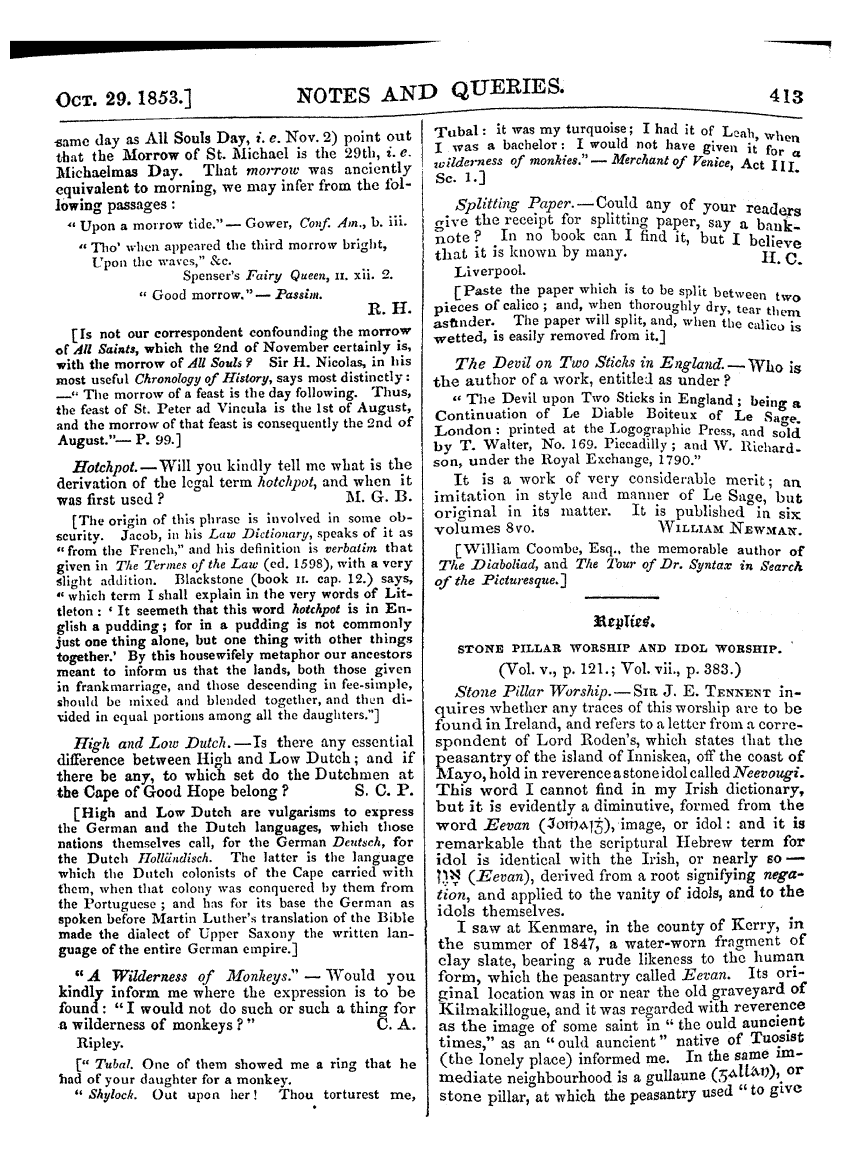 OCT. 29. 1853.] NOTES AND QUERIES. 413
same day as All Souls Day, i. e. Nov. 2) point out
that the Morrow of St. Michael is the 29th, i. e.
Michaelmas Day. That morrow was anciently
equivalent to morning, we may infer from the fol-
lowing passages :
“ Upon a morrow tide.” — Gower, Conf. Am., b. iii.
“ Tho' when appeared the third morrow bright,
Upon the waves,” &c.
Spenser's Fairy Queen, II. xii. 2.
“ Good morrow.” — Passim.
R. H.
[Is not our correspondent confounding the morrow
of All Saints, which the 2nd of November certainly is,
with the morrow of All Souls ? Sir H. Nicolas, in his
most useful Chronology of History, says most distinctly :
—“ The morrow of a feast is the day following. Thus,
the feast of St. Peter ad Vincula is the 1st of August,
and the morrow of that feast is consequently the 2nd of
August.”— P. 99.]
Hotchpot. — Will you kindly tell me what is the
derivation of the legal term hotchpot, and when it
was first used ? M. G. B.
[The origin of this phrase is involved in some ob-
scurity. Jacob, in his Law Dictionary, speaks of it as
“ from the French,” and his definition is verbatim that
given in The Termes of the Law (ed. 1598), with a very
slight addition. Blackstone (book II. cap. 12.) says,
“ which term I shall explain in the very words of Lit-
tleton : ‘ It seemeth that this word hotchpot is in En-
glish a pudding ; for in a pudding is not commonly
just one thing alone, but one thing with other things
together.’ By this housewifely metaphor our ancestors
meant to inform us that the lands, both those given
in frankmarriage, and those descending in fee-simple,
should be mixed and blended together, and then di-
vided in equal portions among all the daughters.”]
High and Low Dutch. — Is there any essential
difference between High and Low Dutch ; and if
there be any, to which set do the Dutchmen at
the Cape of Good Hope belong ? S. C. P.
[High and Low Dutch are vulgarisms to express
the German and the Dutch languages, which those
nations themselves call, for the German Deutsch, for
the Dutch Holländisch. The latter is the language
which the Dutch colonists of the Cape carried with
them, when that colony was conquered by them from
the Portuguese ; and has for its base the German as
spoken before Martin Luther's translation of the Bible
made the dialect of Upper Saxony the written lan-
guage of the entire German empire.]
“ A Wilderness of Monkeys.” — Would you
kindly inform me where the expression is to be
found : “ I would not do such or such a thing for
a wilderness of monkeys ? ” C. A.
Ripley.
[“ Tubal. One of them showed me a ring that he
had of your daughter for a monkey.
“ Shylock. Out upon her ! Thou torturest me,
Tubal : it was my turquoise ; I had it of Leah, when
I was a bachelor : I would not have given it for a
wilderness of monkies.” — Merchant of Venice, Act III.
Sc. 1.]
Splitting Paper. — Could any of your readers
give the receipt for splitting paper, say a bank-
note ? In no book can I find it, but I believe
that it is known by many. H. C.
Liverpool.
[Paste the paper which is to be split between two
pieces of calico ; and, when thoroughly dry, tear them
asunder. The paper will split, and, when the calico is
wetted, is easily removed from it.]
The Devil on Two Sticks in England. — Who is
the author of a work, entitled as under ?
“ The Devil upon Two Sticks in England ; being a
Continuation of Le Diable Boiteux of Le Sage.
London : printed at the Logographic Press, and sold
by T. Walter, No. 169. Piccadilly ; and W. Richard-
son, under the Royal Exchange, 1790.”
It is a work of very considerable merit ; an
imitation in style and manner of Le Sage, but
original in its matter. It is published in six
volumes 8vo. WILLIAM NEWMAN.
[William Coombe, Esq., the memorable author of
The Diaboliad, and The Tour of Dr. Syntax in Search
of the Picturesque.]
Replies.
STONE PILLAR WORSHIP AND IDOL WORSHIP.
(Vol. v., p. 121. ; Vol. vii., p. 383.)
Stone Pillar Worship. — SIR J. E. TENNENT in-
quires whether any traces of this worship are to be
found in Ireland, and refers to a letter from a corre-
spondent of Lord Roden's, which states that the
peasantry of the island of Inniskea, off the coast of
Mayo, hold in reverence a stone idol called Neevougi.
This word I cannot find in my Irish dictionary,
but it is evidently a diminutive, formed from the
word Eevan (Ioṁaiġ), image, or idol : and it is
remarkable that the scriptural Hebrew term for
idol is identical with the Irish, or nearly so —
אָוֶן (Eevan), derived from a root signifying nega-
tion, and applied to the vanity of idols, and to the
idols themselves.
I saw at Kenmare, in the county of Kerry, in
the summer of 1847, a water-worn fragment of
clay slate, bearing a rude likeness to the human
form, which the peasantry called Eevan. Its ori-
ginal location was in or near the old graveyard of
Kilmakillogue, and it was regarded with reverence
as the image of some saint in “ the ould auncient
times,” as an “ ould auncient ” native of Tuosist
(the lonely place) informed me. In the same im-
mediate neighbourhood is a gullaune (gallán), or
stone pillar, at which the peasantry used “ to give